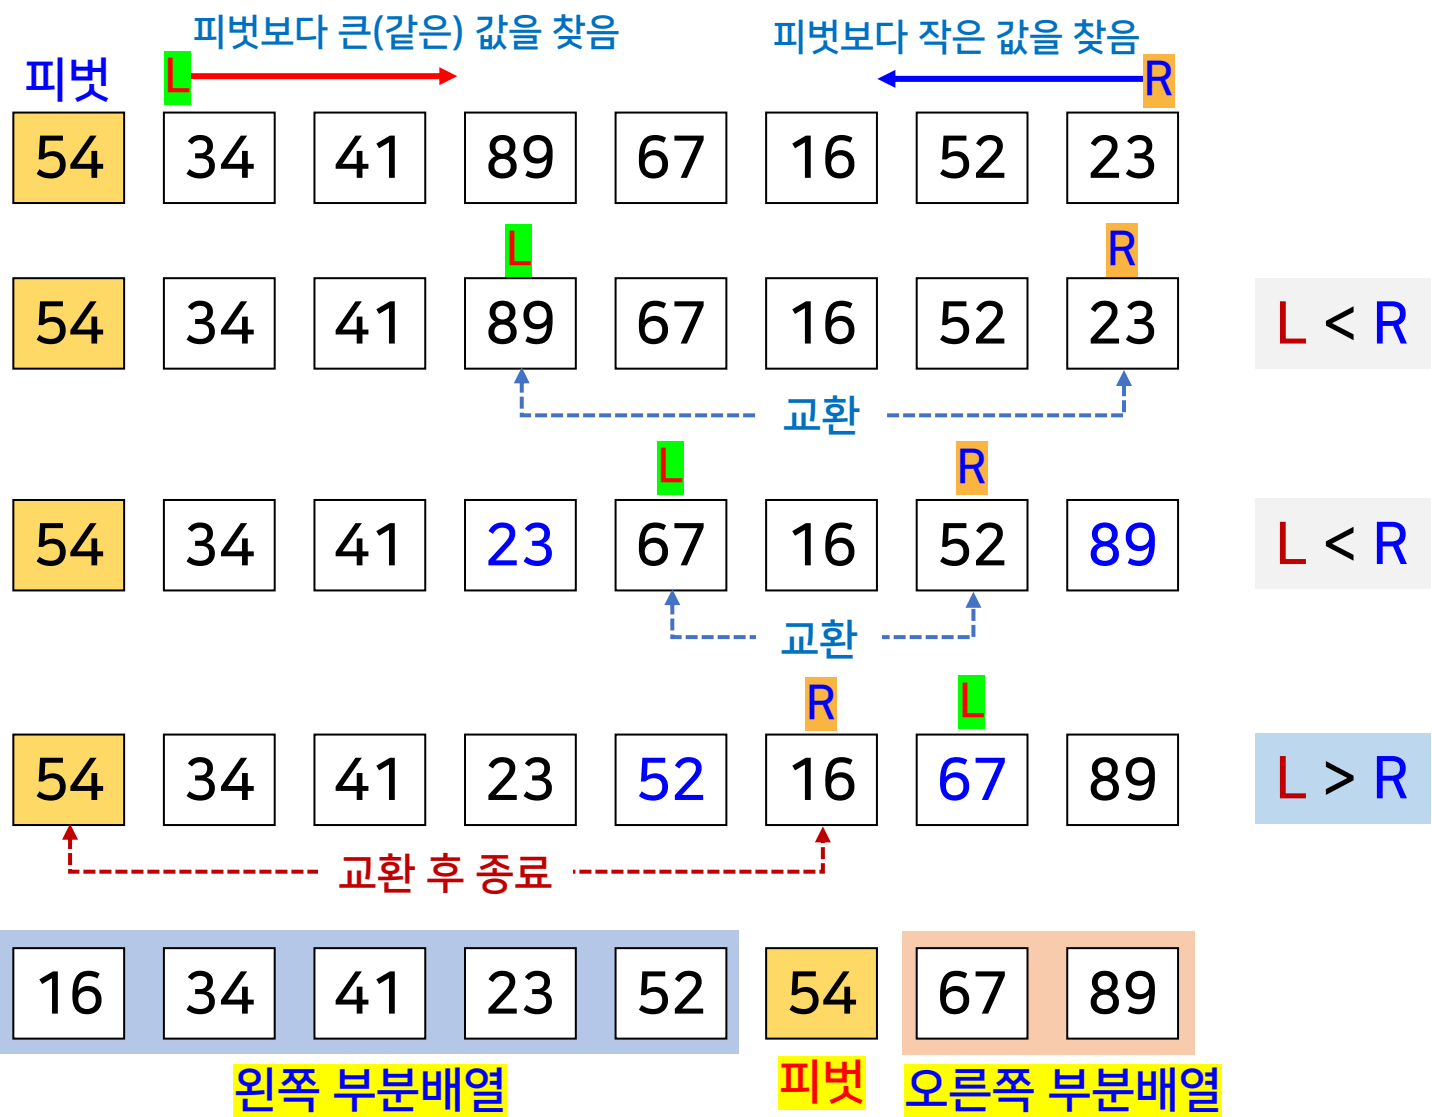 피벗보다 큰(같은) 값을 찾음
피벗보다 작은 값을 찾음
피벗 L R
54 34 41 89 67 16 52 23
L R
54 34 41 89 67 16 52 23 L < R
교환
L R
54 34 41 23 67 16 52 89 L < R
교환
R L
54 34 41 23 52 16 67 89 L > R
교환 후 종료
16 34 41 23 52 54 67 89
왼쪽 부분배열 피벗 오른쪽 부분배열